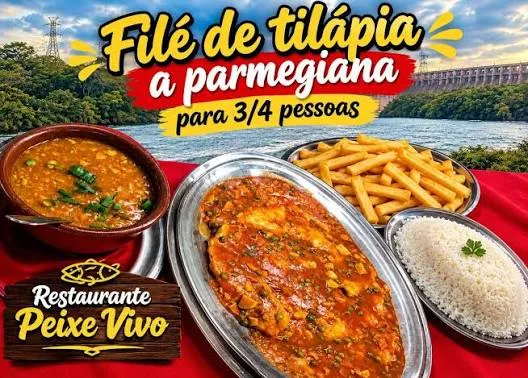 Filé de tilápia
a parmegiana
para 3/4 pessoas
Restaurante
Peixe Vivo